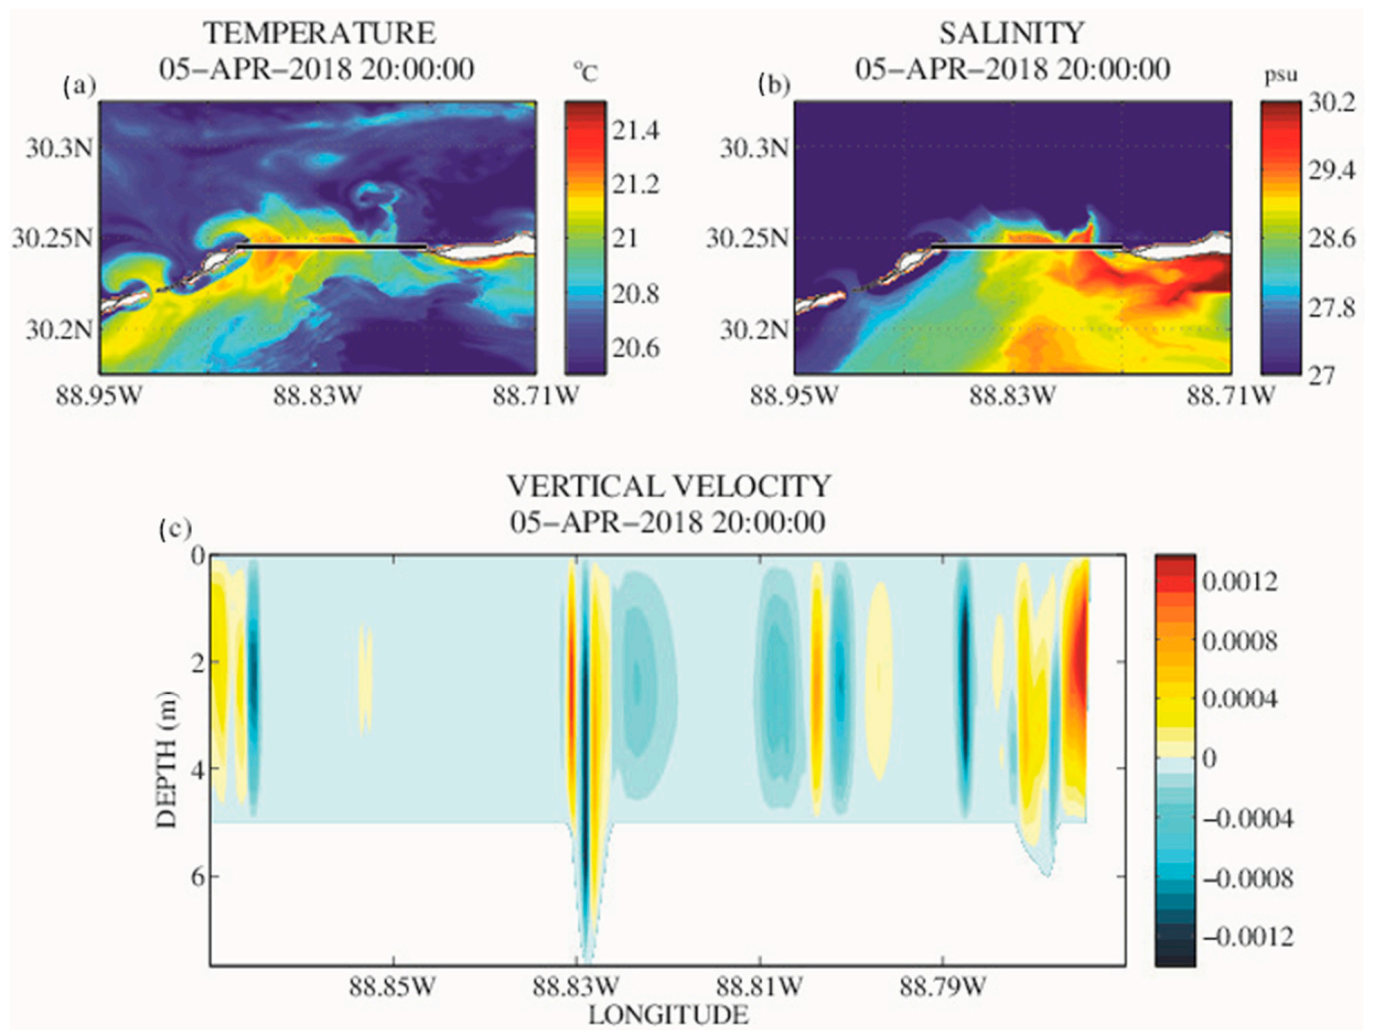 TEMPERATURE
05-APR-2018 20:00:00
(a)
°C
30.3N
30.25N
30.2N
88.95W 88.83W 88.71W
21.4
21.2
21
20.8
20.6
SALINITY
05-APR-2018 20:00:00
(b)
psu
30.3N
30.25N
30.2N
88.95W 88.83W 88.71W
30.2
29.4
28.6
27.8
27
VERTICAL VELOCITY
05-APR-2018 20:00:00
(c)
0
2
4
6
DEPTH (m)
88.85W 88.83W 88.81W 88.79W
LONGITUDE
0.0012
0.0008
0.0004
0
-0.0004
-0.0008
-0.0012